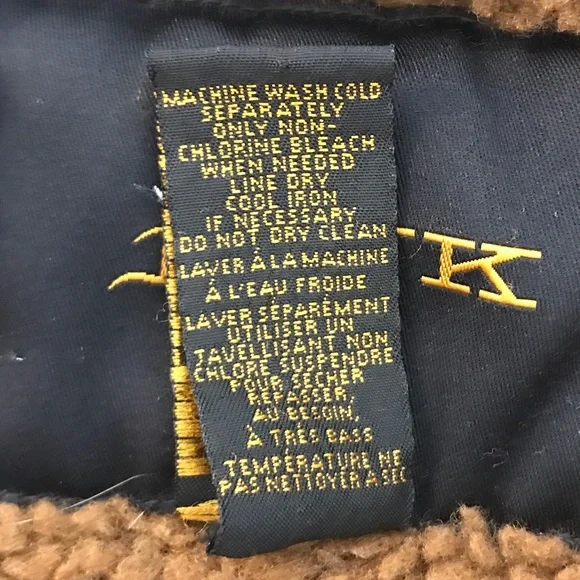 MACHINE WASH COLD
SEPARATELY
ONLY NON-
CHLORINE BLEACH
WHEN NEEDED
LINE DRY
COOL IRON
IF NECESSARY
DO NOT DRY CLEAN
LAVER À LA MACHINE
À L'EAU FROIDE
LAVER SÉPARÉMENT
UTILISER UN
TAVELLISANT NON
CHLORE SUSPENDRE
POUR SÉCHER
REPASSER,
AU BESOIN,
À TRÈS BASS
TEMPÉRATURE NE
PAS NETTOYER À SEC
K